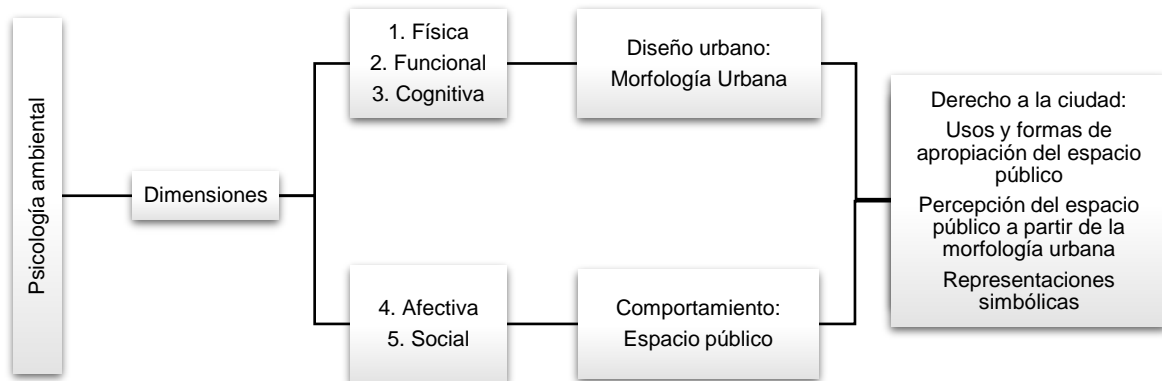 Psicología ambiental
Dimensiones
1. Física
2. Funcional
3. Cognitiva
Diseño urbano:
Morfología Urbana
4. Afectiva
5. Social
Comportamiento:
Espacio público
Derecho a la ciudad:
Usos y formas de
apropiación del espacio
público
Percepción del espacio
público a partir de la
morfología urbana
Representaciones
simbólicas